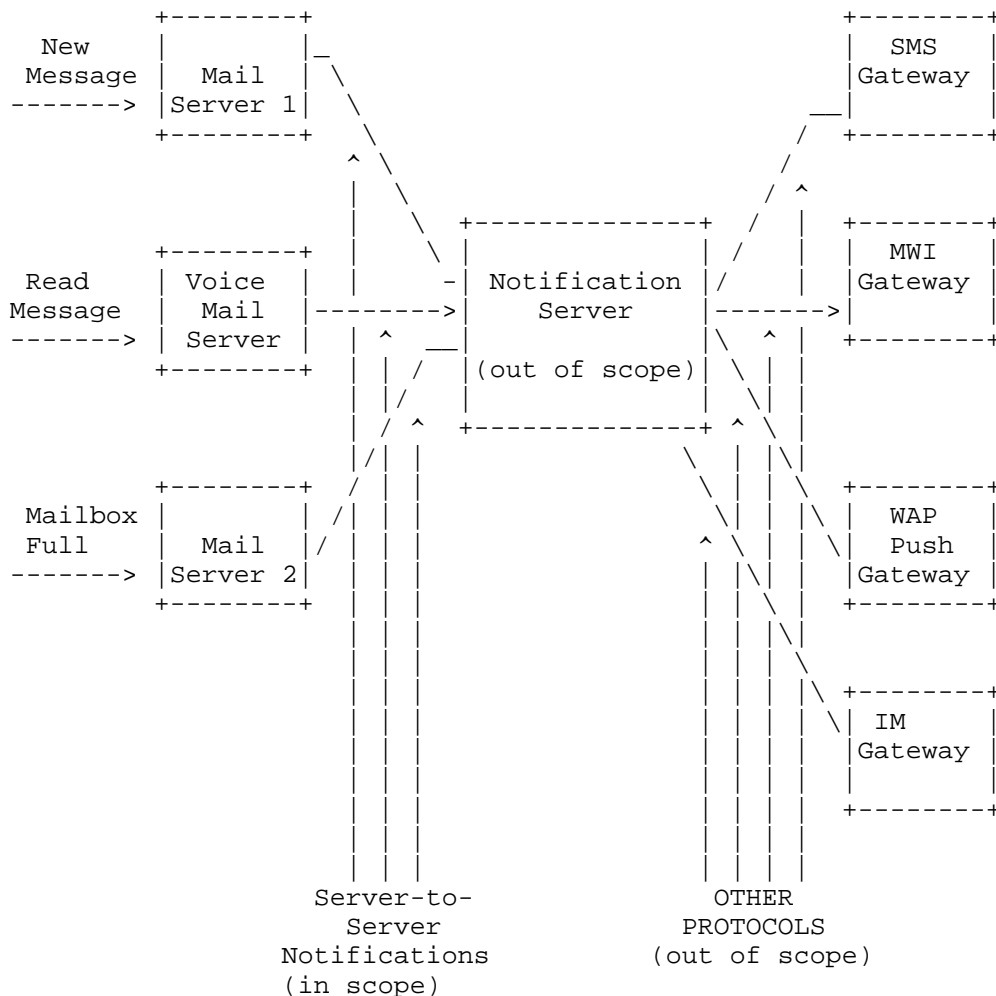 New
Message
Mail
Server 1
SMS
Gateway
Read
Message
Voice
Mail
Server
Notification
Server
(out of scope)
MWI
Gateway
Mailbox
Full
Mail
Server 2
WAP
Push
Gateway
IM
Gateway
Server-to-
Server
Notifications
(in scope)
OTHER
PROTOCOLS
(out of scope)